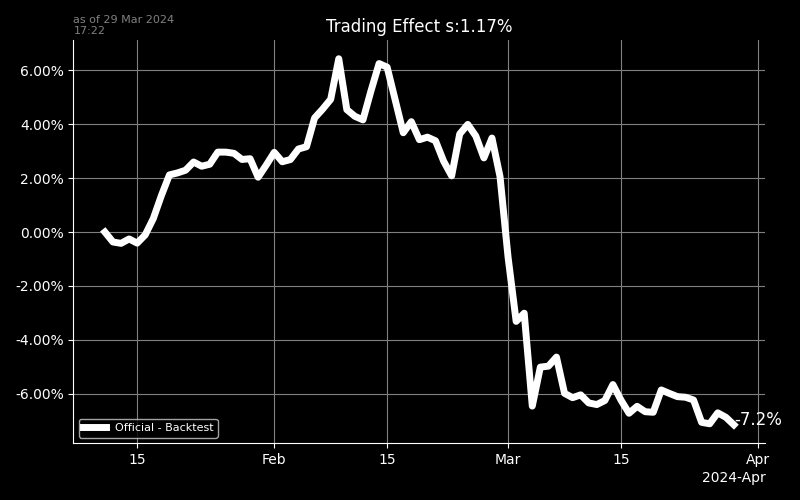 as of 29 Mar 2024
17:22
Trading Effect s:1.17%
6.00%
4.00%
2.00%
0.00%
-2.00%
-4.00%
-6.00%
-7.2%
Official - Backtest
15
Feb
15
Mar
15
Apr
2024-Apr